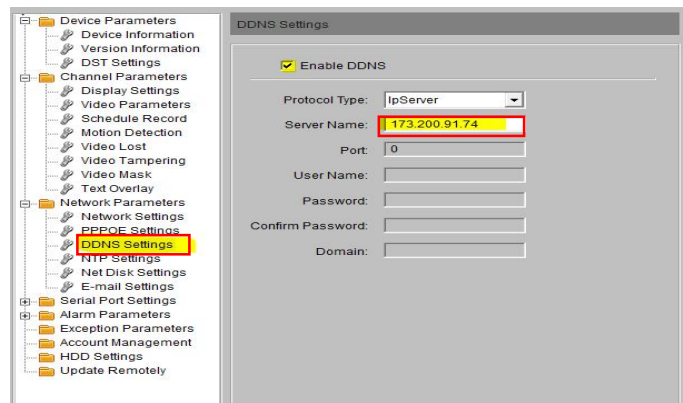 Device Parameters
Device Information
Version Information
DST Settings
Channel Parameters
Display Settings
Video Parameters
Schedule Record
Motion Detection
Video Lost
Video Tampering
Video Mask
Text Overlay
Network Parameters
Network Settings
PPPOE Settings
DDNS Settings
NTP Settings
Net Disk Settings
E-mail Settings
Serial Port Settings
Alarm Parameters
Exception Parameters
Account Management
HDD Settings
Update Remotely
DDNS Settings
Enable DDNS
Protocol Type: IpServer
Server Name: 173.200.91.74
Port: 0
User Name:
Password:
Confirm Password:
Domain: